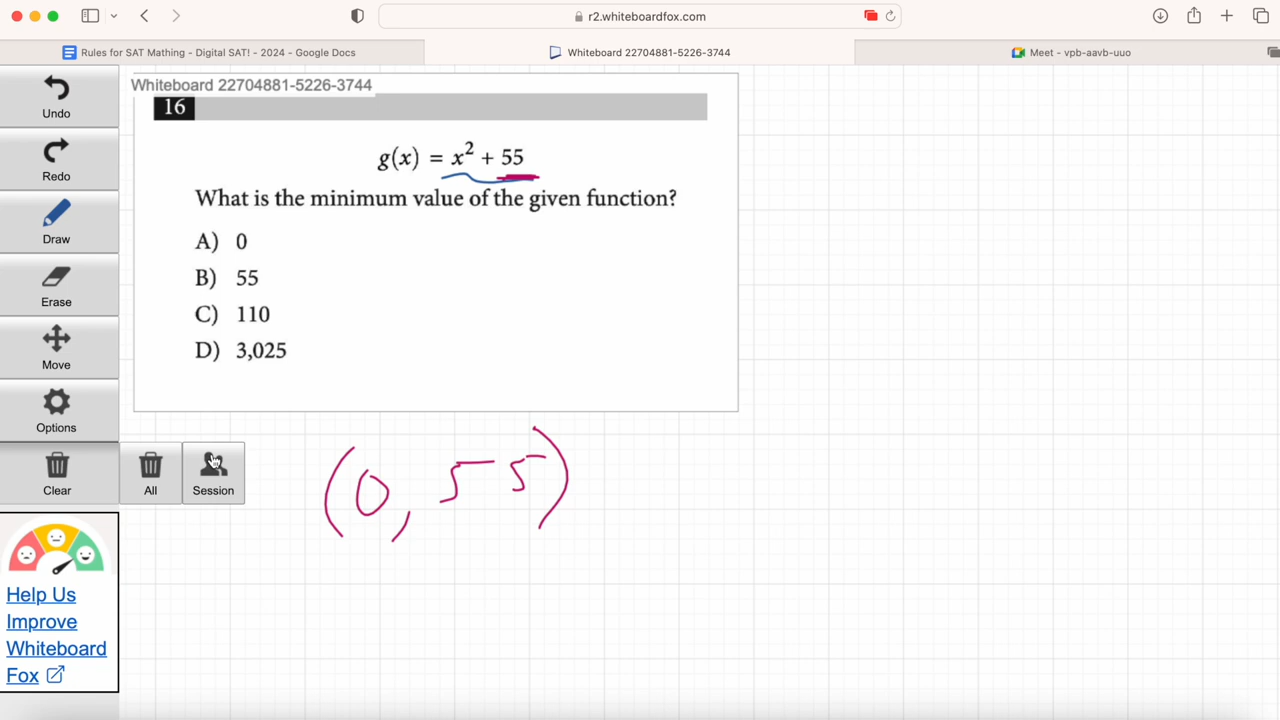 r2.whiteboardfox.com
Rules for SAT Mathing - Digital SAT! - 2024 - Google Docs
Whiteboard 22704881-5226-3744
Meet - vpb-aavb-uuo
Undo
Redo
Draw
Erase
Move
Options
Clear
All
Session
Help Us
Improve
Whiteboard
Fox
Whiteboard 22704881-5226-3744
16
g(x) = x² + 55
What is the minimum value of the given function?
A) 0
B) 55
C) 110
D) 3,025
(0, 55)